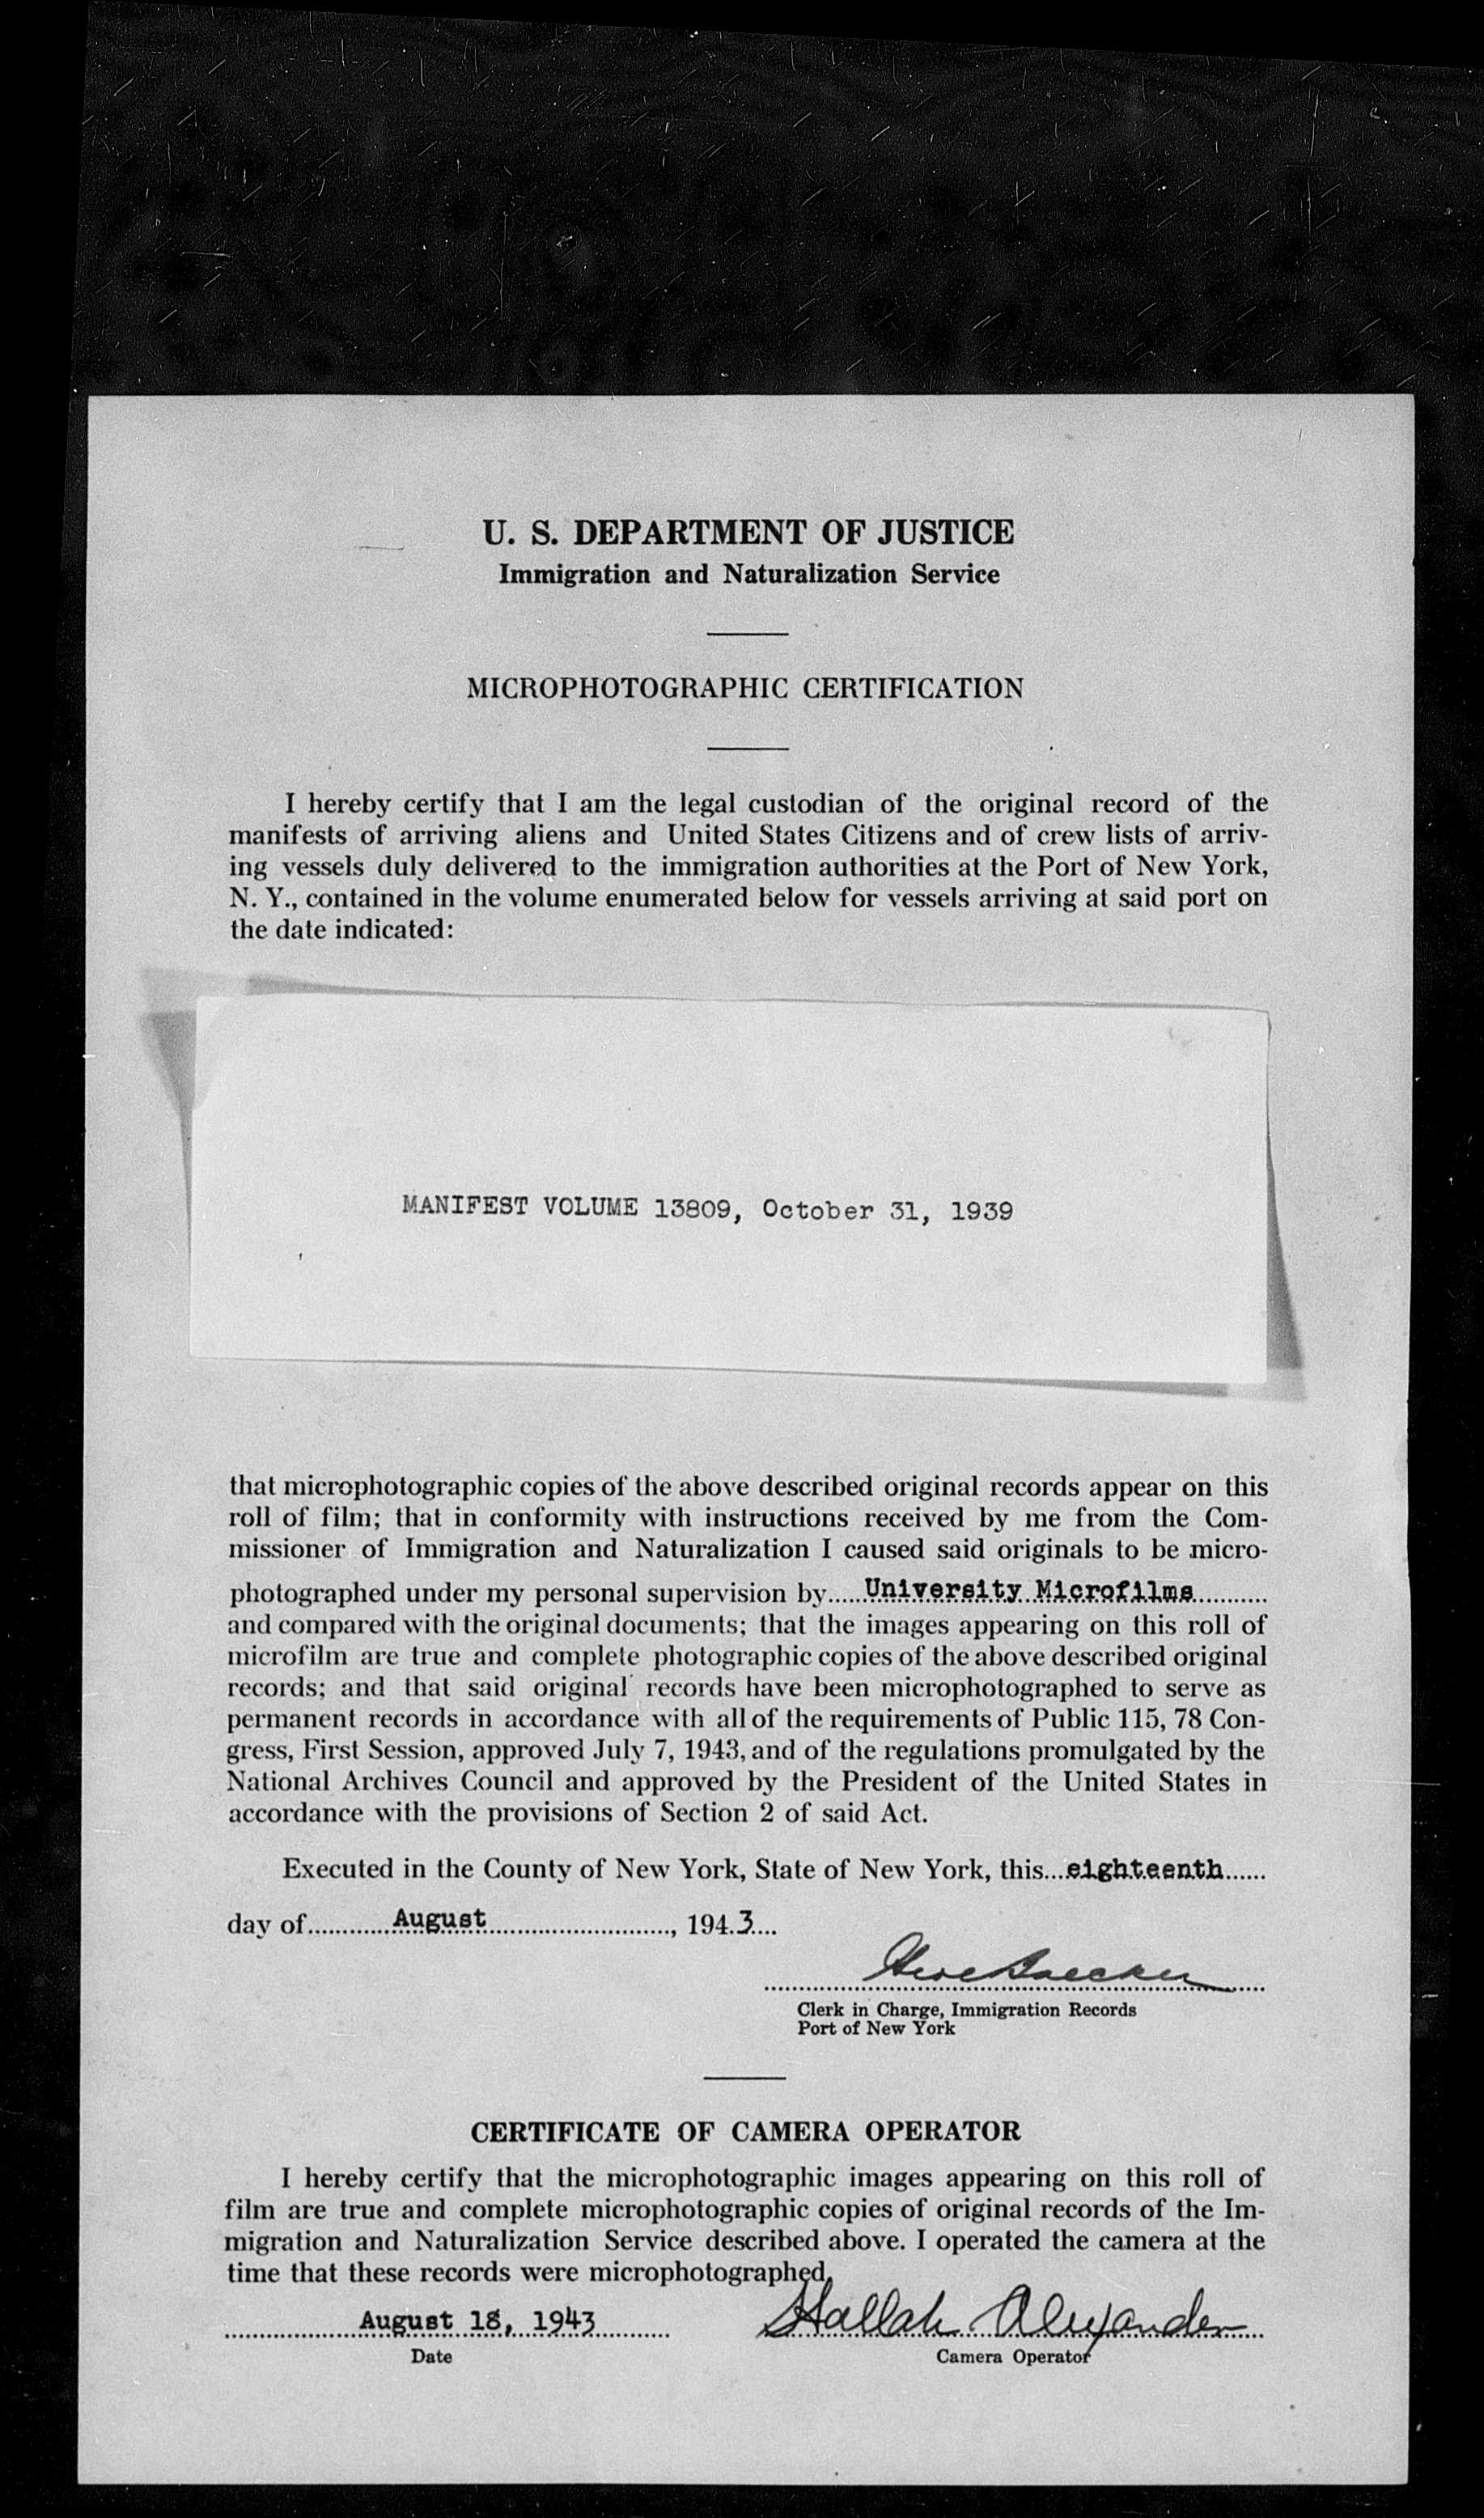 U. S. DEPARTMENT OF JUSTICE
Immigration and Naturalization Service
MICROPHOTOGRAPHIC CERTIFICATION
I hereby certify that I am the legal custodian of the original record of the
manifests of arriving aliens and United States Citizens and of crew lists of arriv-
ing vessels duly delivered to the immigration authorities at the Port of New York,
N. Y., contained in the volume enumerated below for vessels arriving at said port on
the date indicated:
MANIFEST VOLUME 13809, October 31, 1939
that microphotographic copies of the above described original records appear on this
roll of film; that in conformity with instructions received by me from the Com-
missioner of Immigration and Naturalization I caused said originals to be micro-
photographed under my personal supervision by.....University Microfilms...........
and compared with the original documents; that the images appearing on this roll of
microfilm are true and complete photographic copies of the above described original
records; and that said original records have been microphotographed to serve as
permanent records in accordance with all of the requirements of Public 115, 78 Con-
gress, First Session, approved July 7, 1943, and of the regulations promulgated by the
National Archives Council and approved by the President of the United States in
accordance with the provisions of Section 2 of said Act.
Executed in the County of New York, State of New York, this...eighteenth......
day of............August............................, 194.3....
Clerk in Charge, Immigration Records
Port of New York
CERTIFICATE OF CAMERA OPERATOR
I hereby certify that the microphotographic images appearing on this roll of
film are true and complete microphotographic copies of original records of the Im-
migration and Naturalization Service described above. I operated the camera at the
time that these records were microphotographed.
August 18, 1943 Hallah Alexander
Date Camera Operator